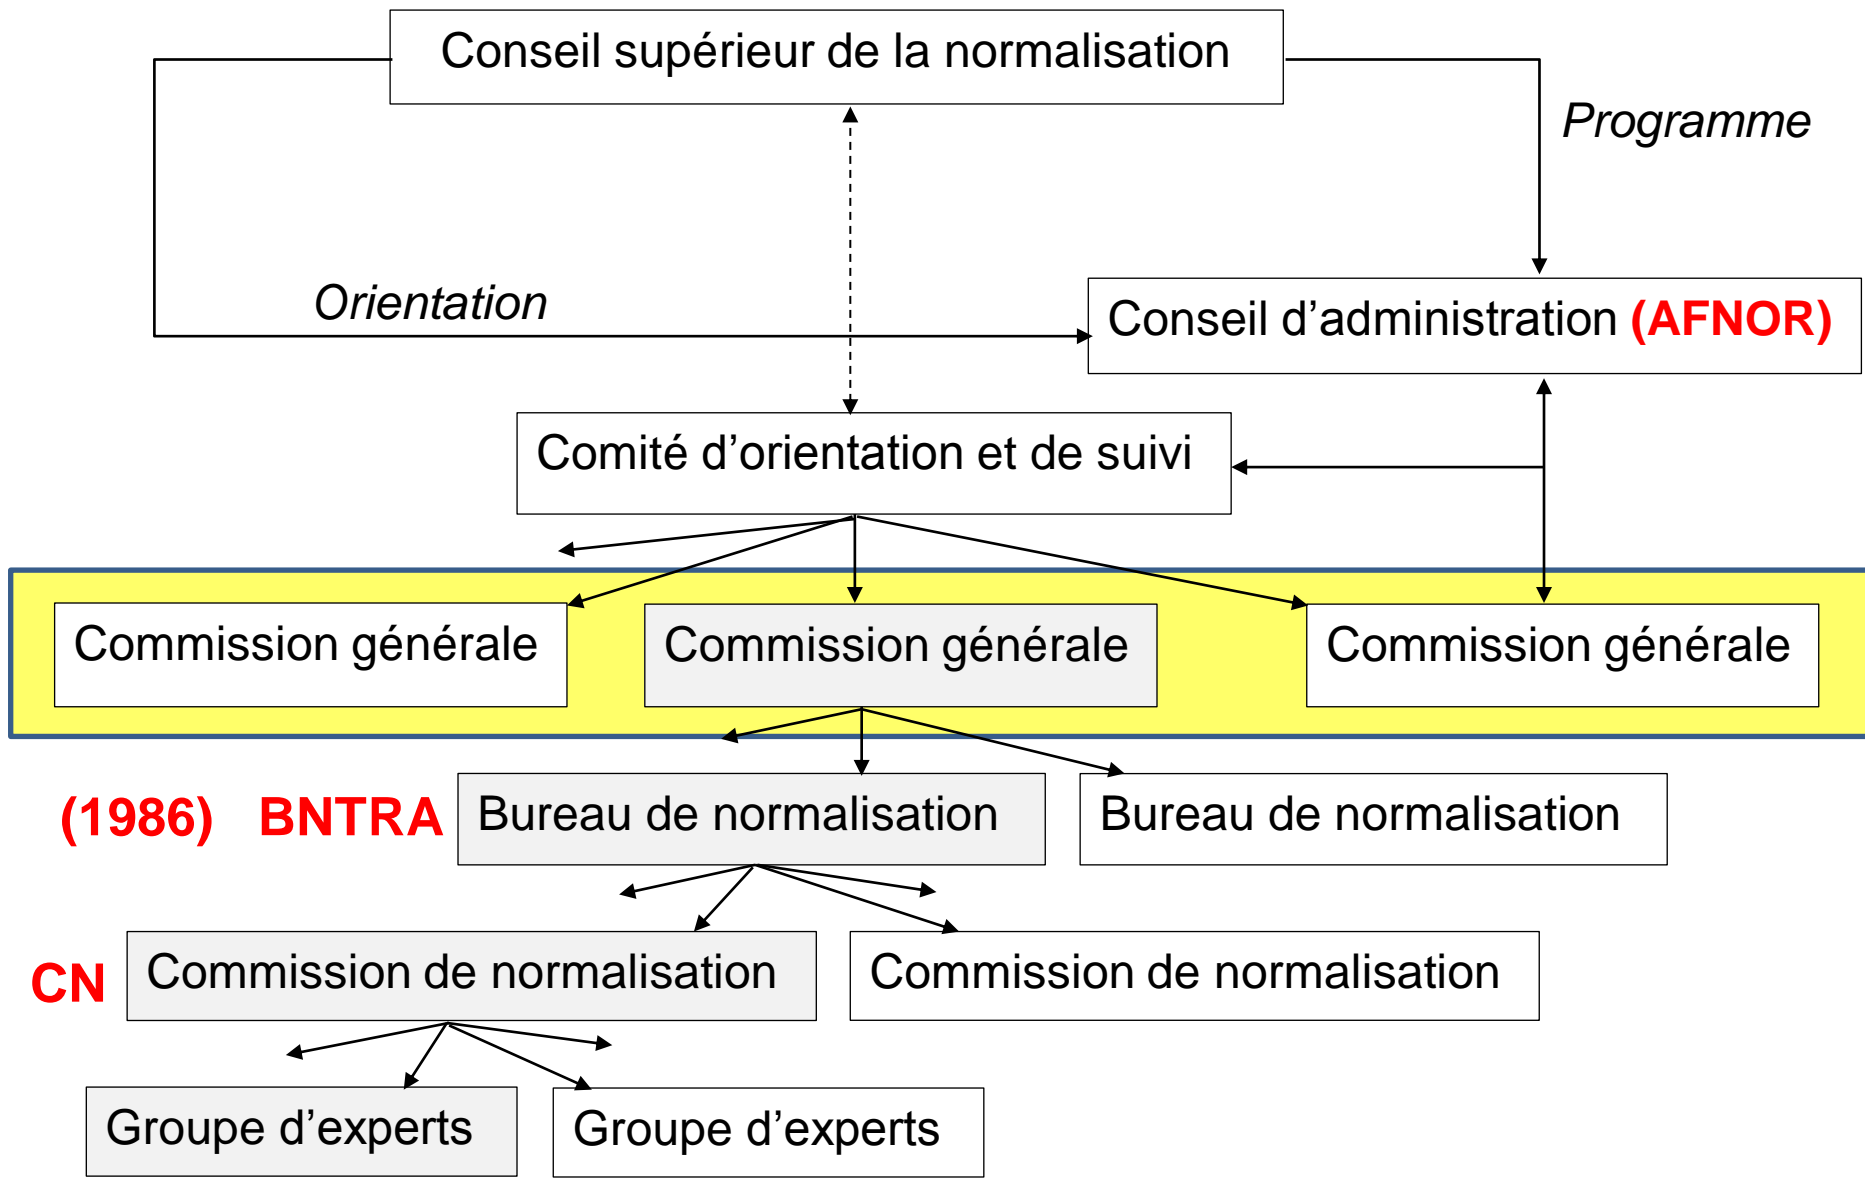 Conseil supérieur de la normalisation
Programme
Orientation
Conseil d’administration (AFNOR)
Comité d’orientation et de suivi
Commission générale
Commission générale
Commission générale
(1986) BNTRA
Bureau de normalisation
Bureau de normalisation
CN
Commission de normalisation
Commission de normalisation
Groupe d’experts
Groupe d’experts